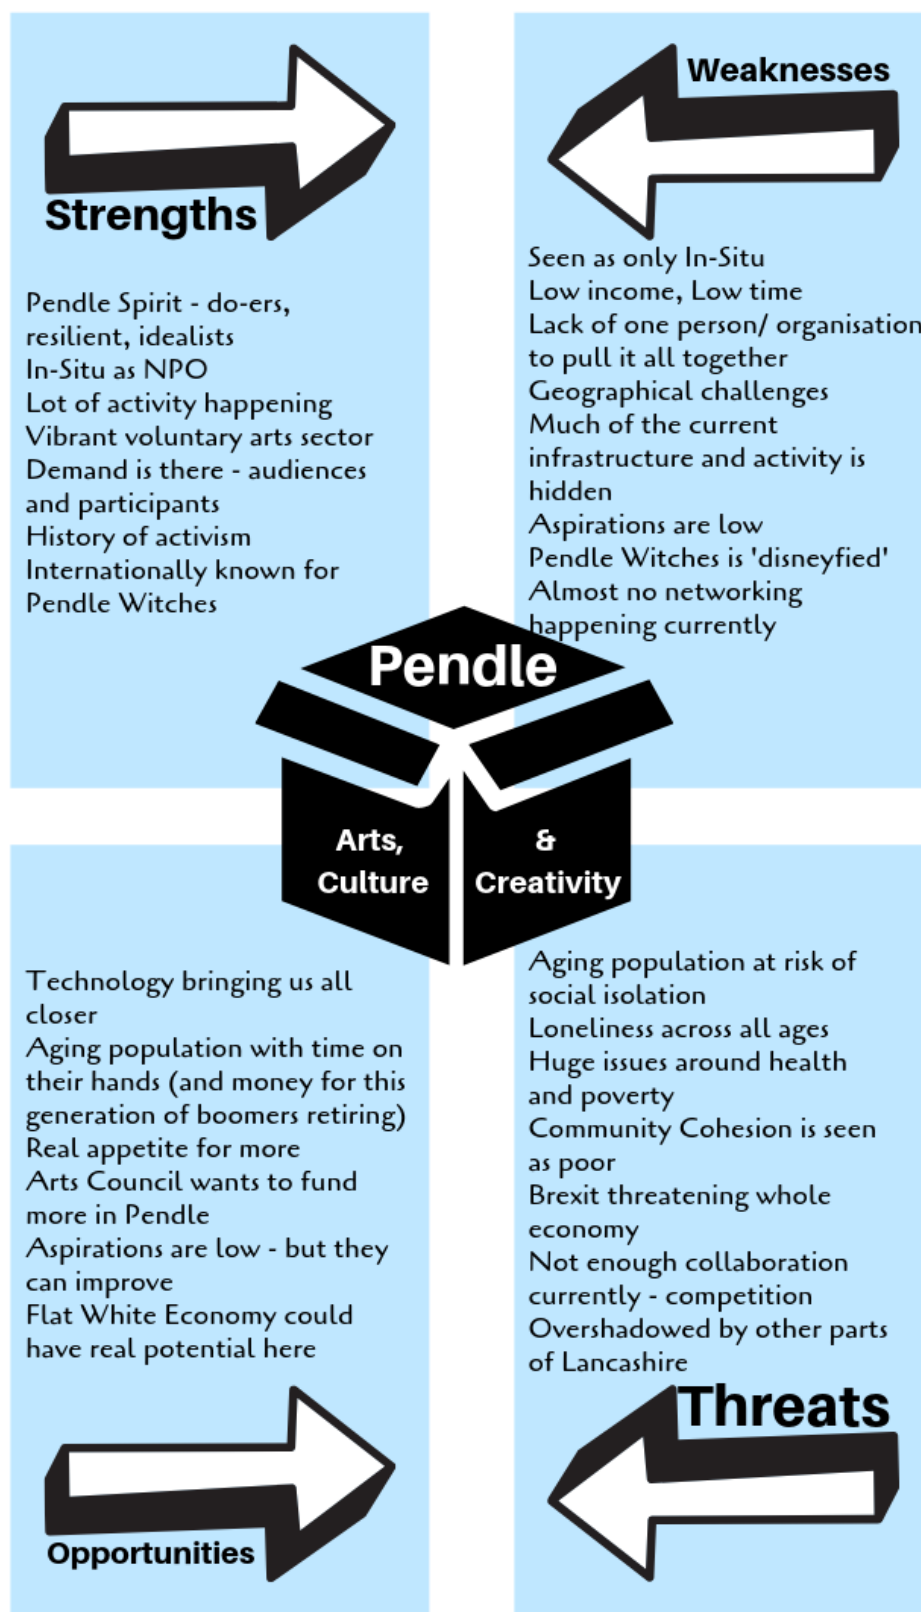 Strengths
Pendle Spirit - do-ers,
resilient, idealists
In-Situ as NPO
Lot of activity happening
Vibrant voluntary arts sector
Demand is there - audiences
and participants
History of activism
Internationally known for
Pendle Witches
Weaknesses
Seen as only In-Situ
Low income, Low time
Lack of one person/ organisation
to pull it all together
Geographical challenges
Much of the current
infrastructure and activity is
hidden
Aspirations are low
Pendle Witches is 'disneyfied'
Almost no networking
happening currently
Pendle
Arts,
Culture
&
Creativity
Technology bringing us all
closer
Aging population with time on
their hands (and money for this
generation of boomers retiring)
Real appetite for more
Arts Council wants to fund
more in Pendle
Aspirations are low - but they
can improve
Flat White Economy could
have real potential here
Opportunities
Aging population at risk of
social isolation
Loneliness across all ages
Huge issues around health
and poverty
Community Cohesion is seen
as poor
Brexit threatening whole
economy
Not enough collaboration
currently - competition
Overshadowed by other parts
of Lancashire
Threats